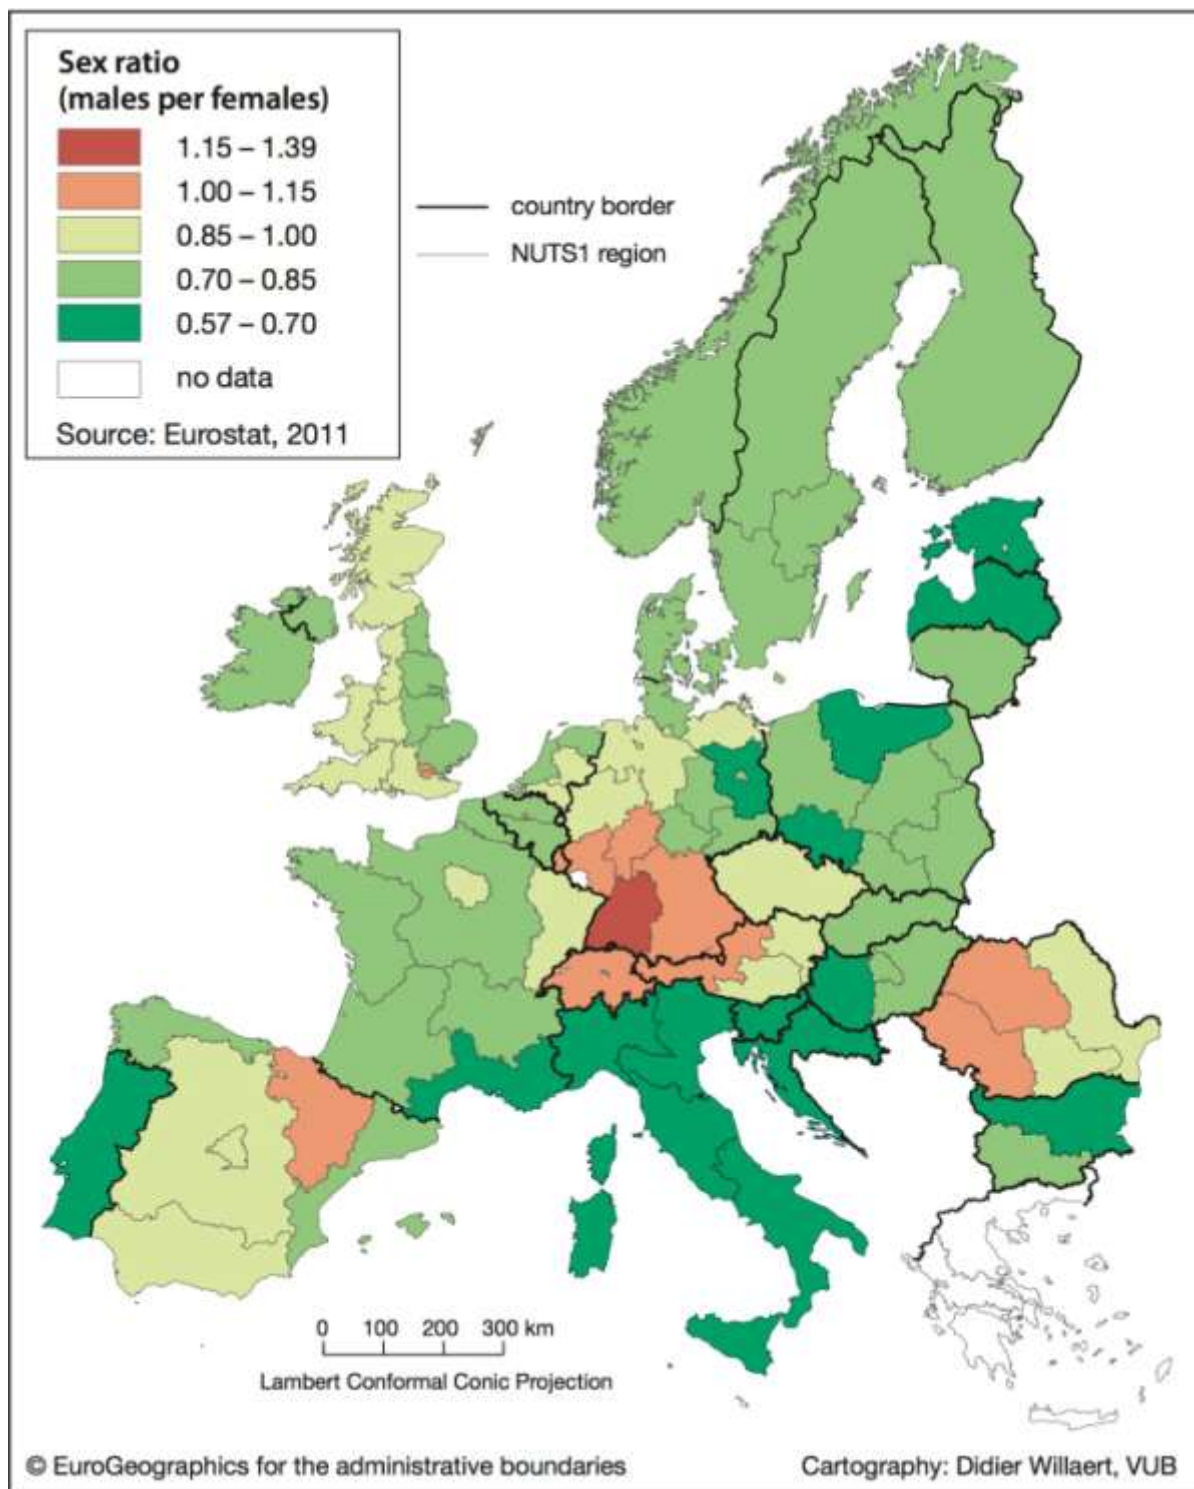 Sex ratio
(males per females)
1.15 – 1.39
1.00 – 1.15
0.85 – 1.00
0.70 – 0.85
0.57 – 0.70
no data
Source: Eurostat, 2011
country border
NUTS1 region
0 100 200 300 km
Lambert Conformal Conic Projection
© EuroGeographics for the administrative boundaries
Cartography: Didier Willaert, VUB